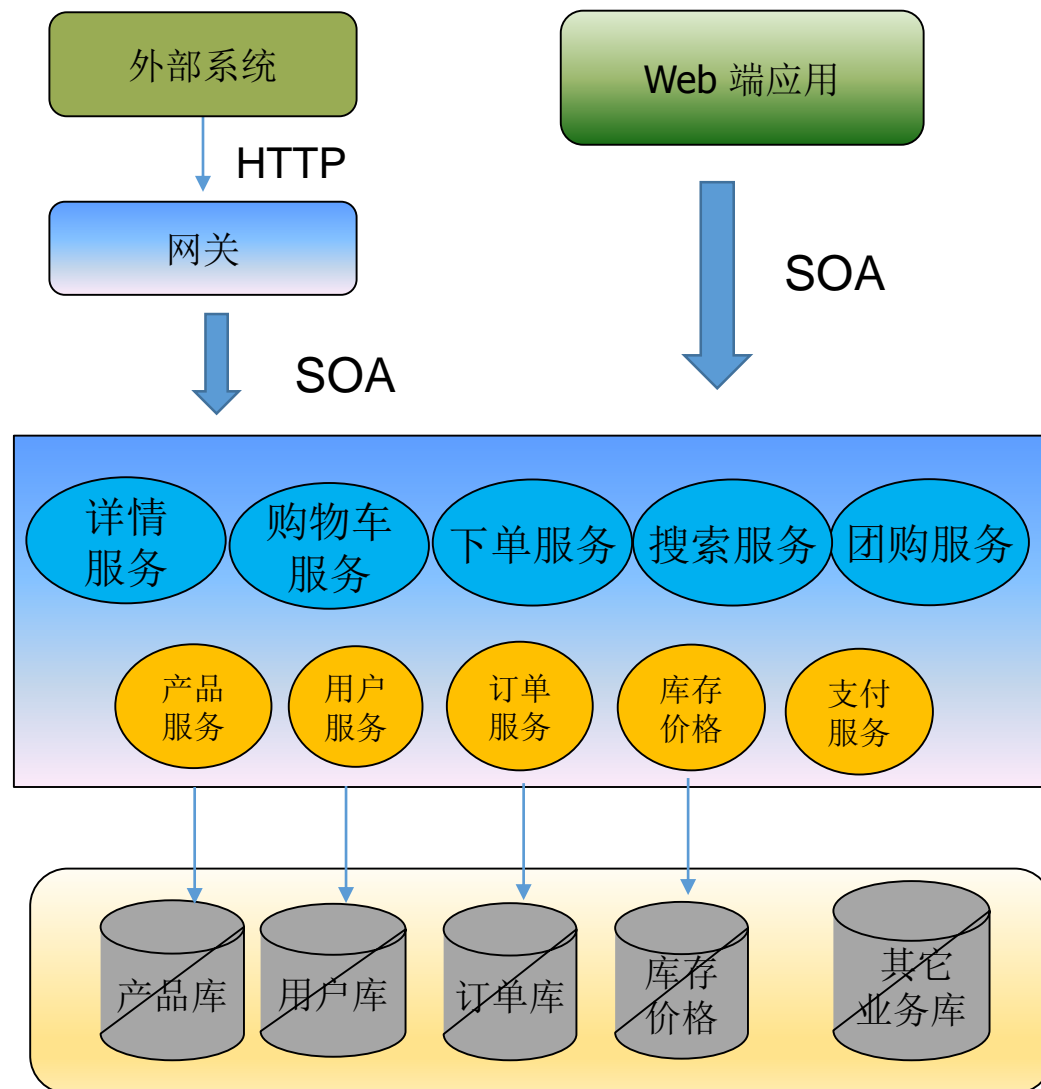 外部系统
Web 端应用
HTTP
网关
SOA
SOA
详情
服务
购物车
服务
下单服务
搜索服务
团购服务
产品
服务
用户
服务
订单
服务
库存
价格
支付
服务
产品库
用户库
订单库
库存
价格
其它
业务库